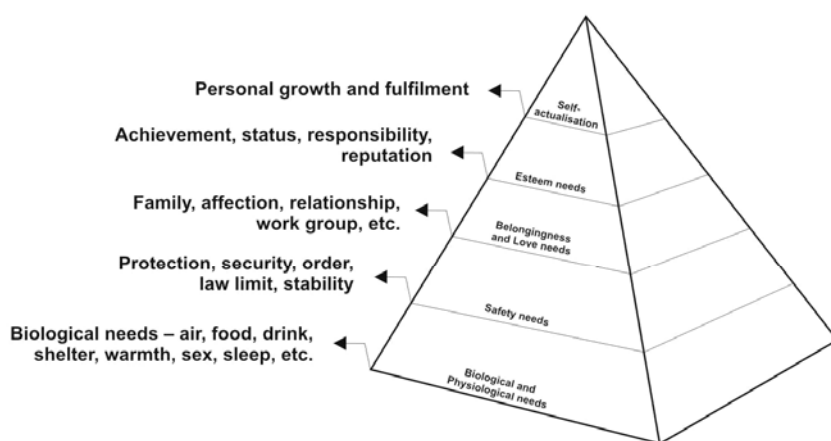 Personal growth and fulfilment
Self-
actualisation
Achievement, status, responsibility,
reputation
Esteem needs
Family, affection, relationship,
work group, etc.
Belongingness
and Love needs
Protection, security, order,
law limit, stability
Safety needs
Biological needs – air, food, drink,
shelter, warmth, sex, sleep, etc.
Biological and
Physiological needs